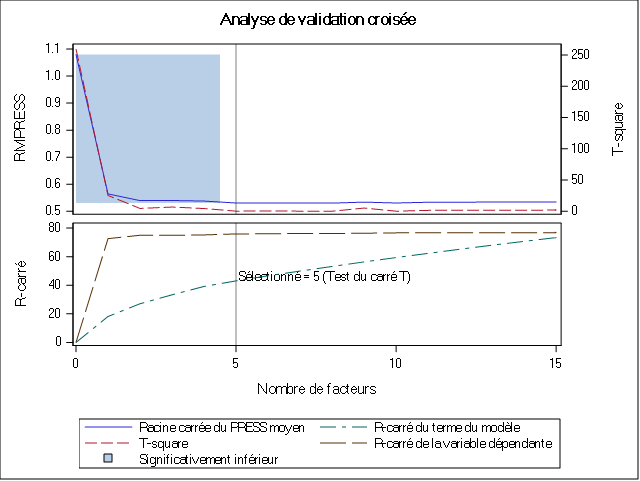 Analyse de validation croisée
1.1
1.0
0.9
0.8
0.7
0.6
0.5
RMPRESS
250
200
150
100
50
0
T-square
80
60
40
20
0
R-carré
Sélectionné = 5 (Test du carré T)
0 5 10 15
Nombre de facteurs
Racine carrée du PRESS moyen
R-carré du terme du modèle
T-square
R-carré de la variable dépendante
Significativement inférieur